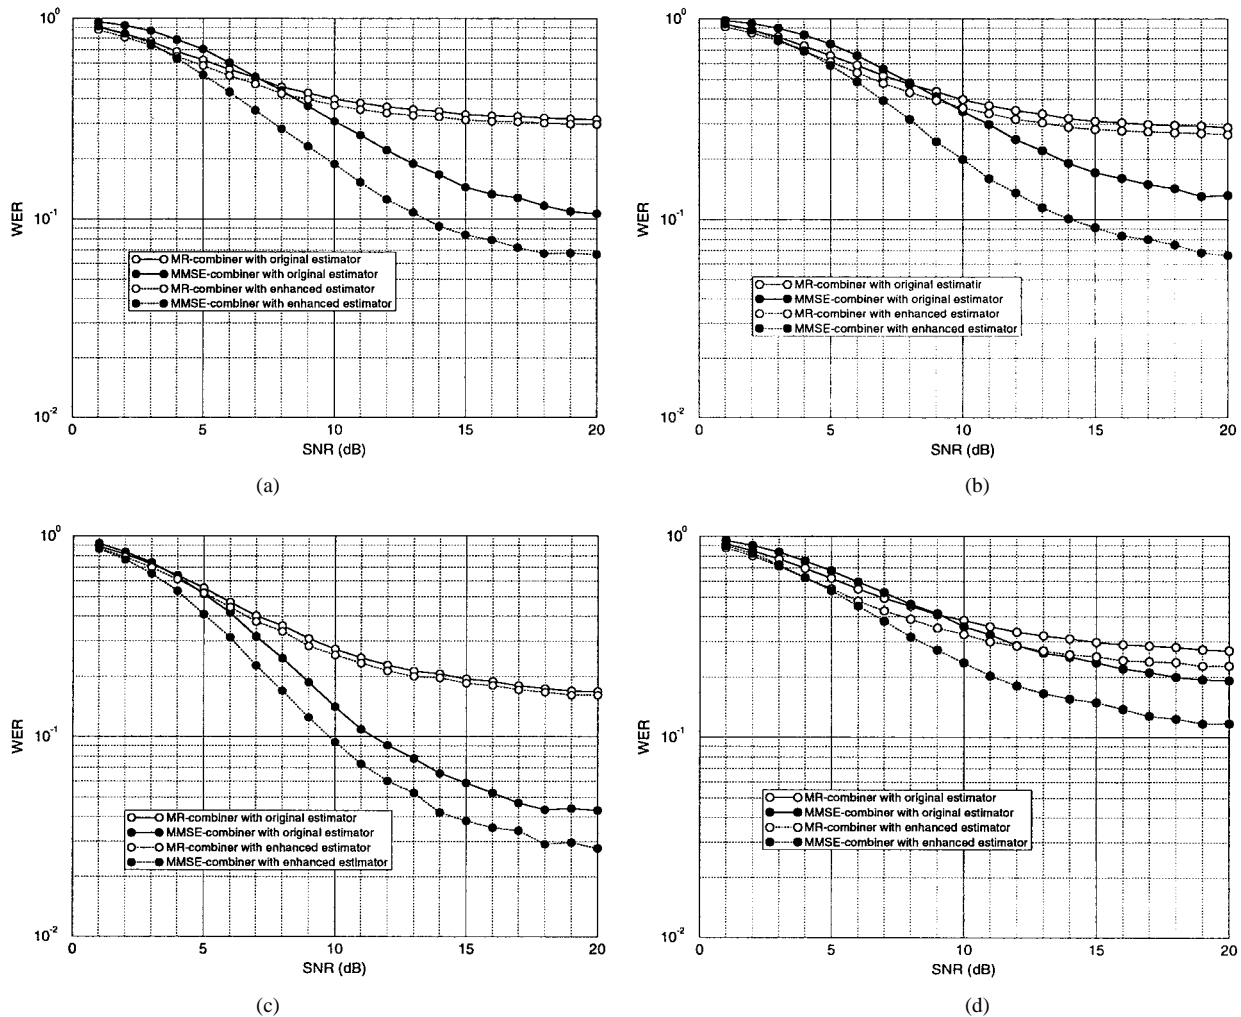 10^0
WER
10^-1
MR-combiner with original estimator
MMSE-combiner with original estimator
MR-combiner with enhanced estimator
MMSE-combiner with enhanced estimator
10^-2
0 5 10 15 20
SNR (dB)
(a)
10^0
WER
10^-1
MR-combiner with original estimatir
MMSE-combiner with original estimator
MR-combiner with enhanced estimator
MMSE-combiner with enhanced estimator
10^-2
0 5 10 15 20
SNR (dB)
(b)
10^0
WER
10^-1
MR-combiner with original estimator
MMSE-combiner with original estimator
MR-combiner with enhanced estimator
MMSE-combiner with enhanced estimator
10^-2
0 5 10 15 20
SNR (dB)
(c)
10^0
WER
10^-1
MR-combiner with original estimator
MMSE-combiner with original estimator
MR-combiner with enhanced estimator
MMSE-combiner with enhanced estimator
10^-2
0 5 10 15 20
SNR (dB)
(d)